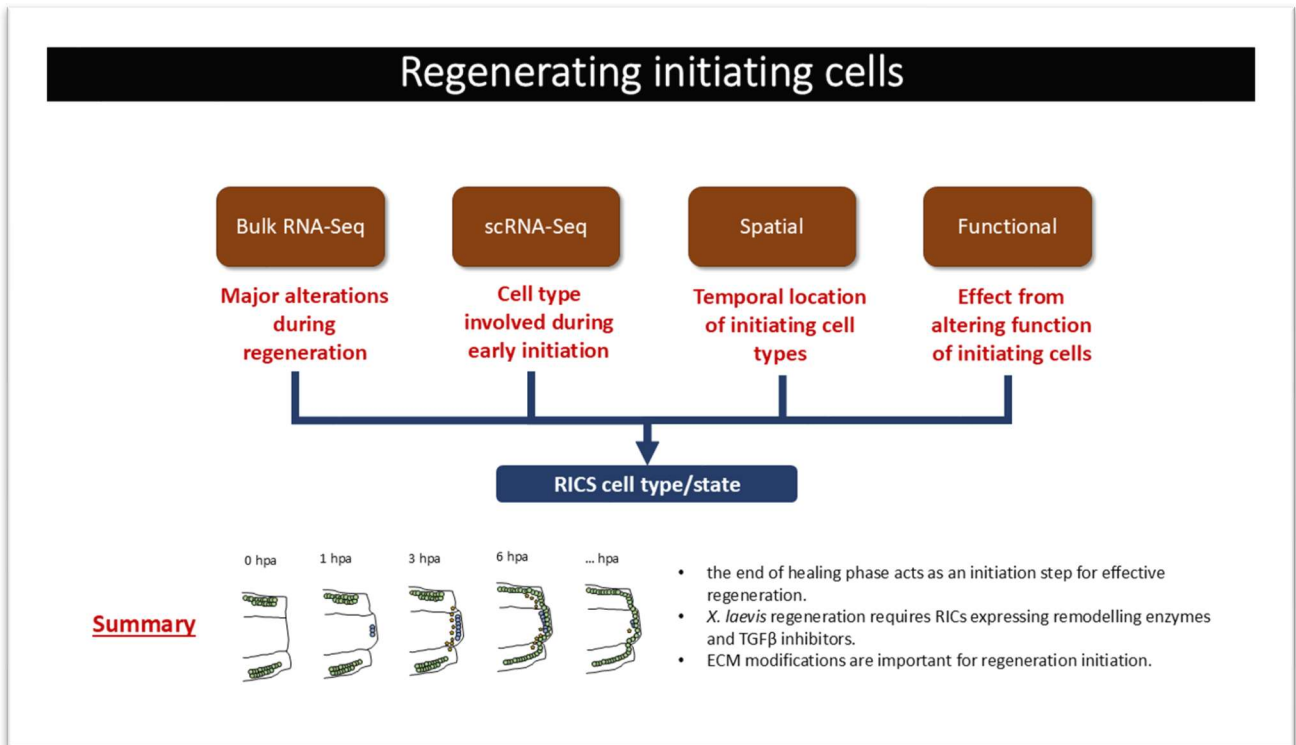 Regenerating initiating cells
Bulk RNA-Seq
scRNA-Seq
Spatial
Functional
Major alterations
during
regeneration
Cell type
involved during
early initiation
Temporal location
of initiating cell
types
Effect from
altering function
of initiating cells
RICS cell type/state
0 hpa
1 hpa
3 hpa
6 hpa
... hpa
Summary
• the end of healing phase acts as an initiation step for effective
regeneration.
• X. laevis regeneration requires RICs expressing remodelling enzymes
and TGFβ inhibitors.
• ECM modifications are important for regeneration initiation.